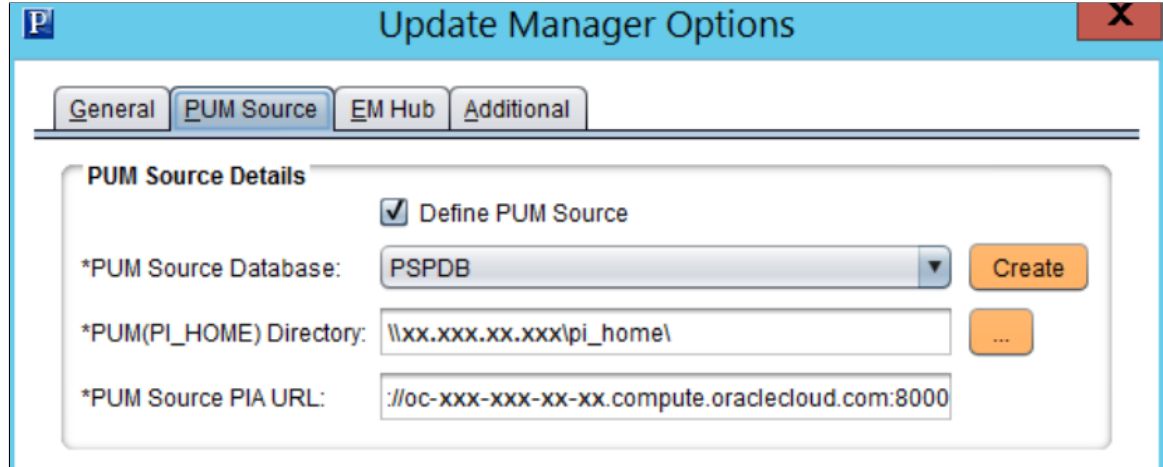 P
Update Manager Options
X
General PUM Source EM Hub Additional
PUM Source Details
Define PUM Source
*PUM Source Database: PSPDB Create
*PUM(PI_HOME) Directory: \\xx.xxx.xx.xxx\pi_home\ ...
*PUM Source PIA URL: ://oc-xxx-xxx-xx-xx.compute.oraclecloud.com:8000